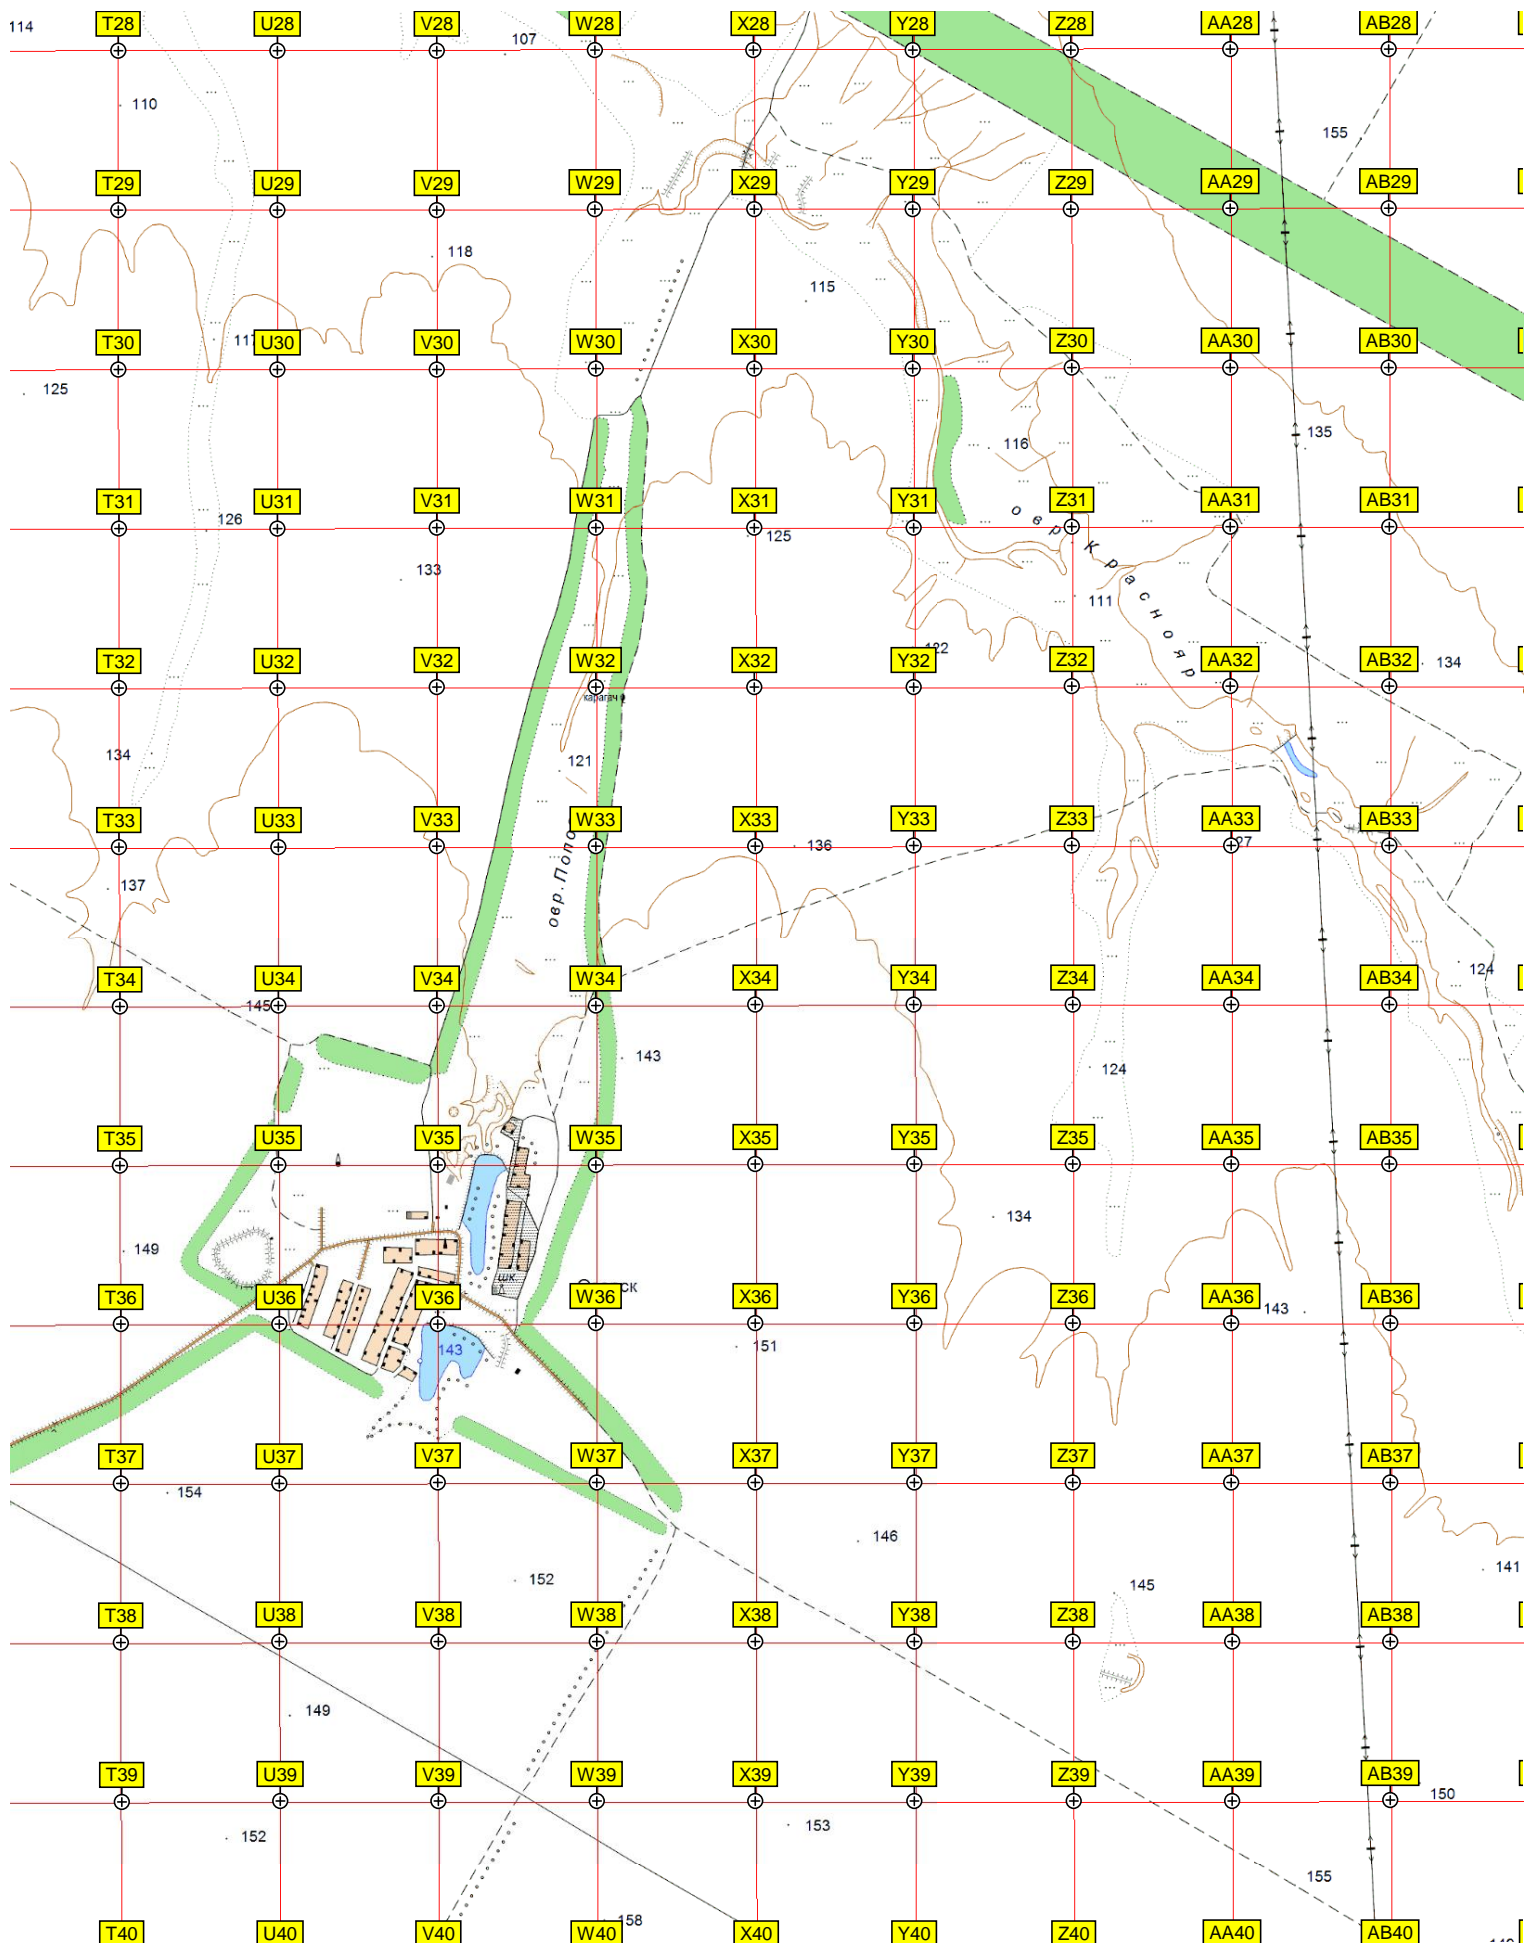 114 T28 U28 V28 107 W28 X28 Y28 Z28 AA28 AB28
110 155
T29 U29 V29 W29 X29 Y29 Z29 AA29 AB29
118
115
T30 117 U30 V30 W30 X30 Y30 Z30 AA30 AB30
125
135
116
T31 U31 V31 W31 X31 Y31 Z31 AA31 AB31
126
125
овр Краснояр
133
111
T32 U32 V32 W32 X32 Y32 122 Z32 AA32 AB32 134
карагач
134
121
T33 U33 V33 W33 X33 Y33 Z33 AA33 AB33
136 27
137
овр.Попо
T34 U34 V34 W34 X34 Y34 Z34 AA34 AB34 124
145
143
124
T35 U35 V35 W35 X35 Y35 Z35 AA35 AB35
134
149
шк.
ск
T36 U36 V36 W36 X36 Y36 Z36 AA36 143 AB36
143 151
T37 U37 V37 W37 X37 Y37 Z37 AA37 AB37
154
146
152 145 141
T38 U38 V38 W38 X38 Y38 Z38 AA38 AB38
149
T39 U39 V39 W39 X39 Y39 Z39 AA39 AB39
150
152 153
155
T40 U40 V40 W40 158 X40 Y40 Z40 AA40 AB40